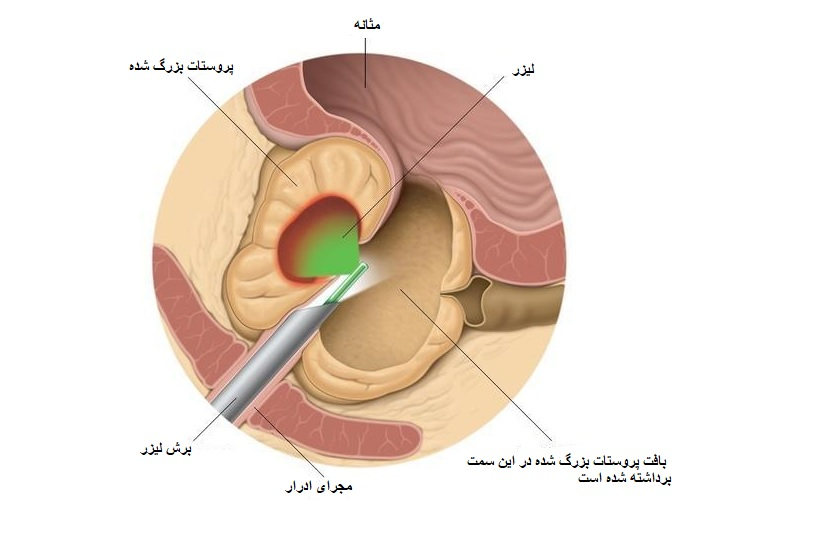 مثانه
لیزر
پروستات بزرگ شده
برش لیزر
مجرای ادرار
بافت پروستات بزرگ شده در این سمت
برداشته شده است